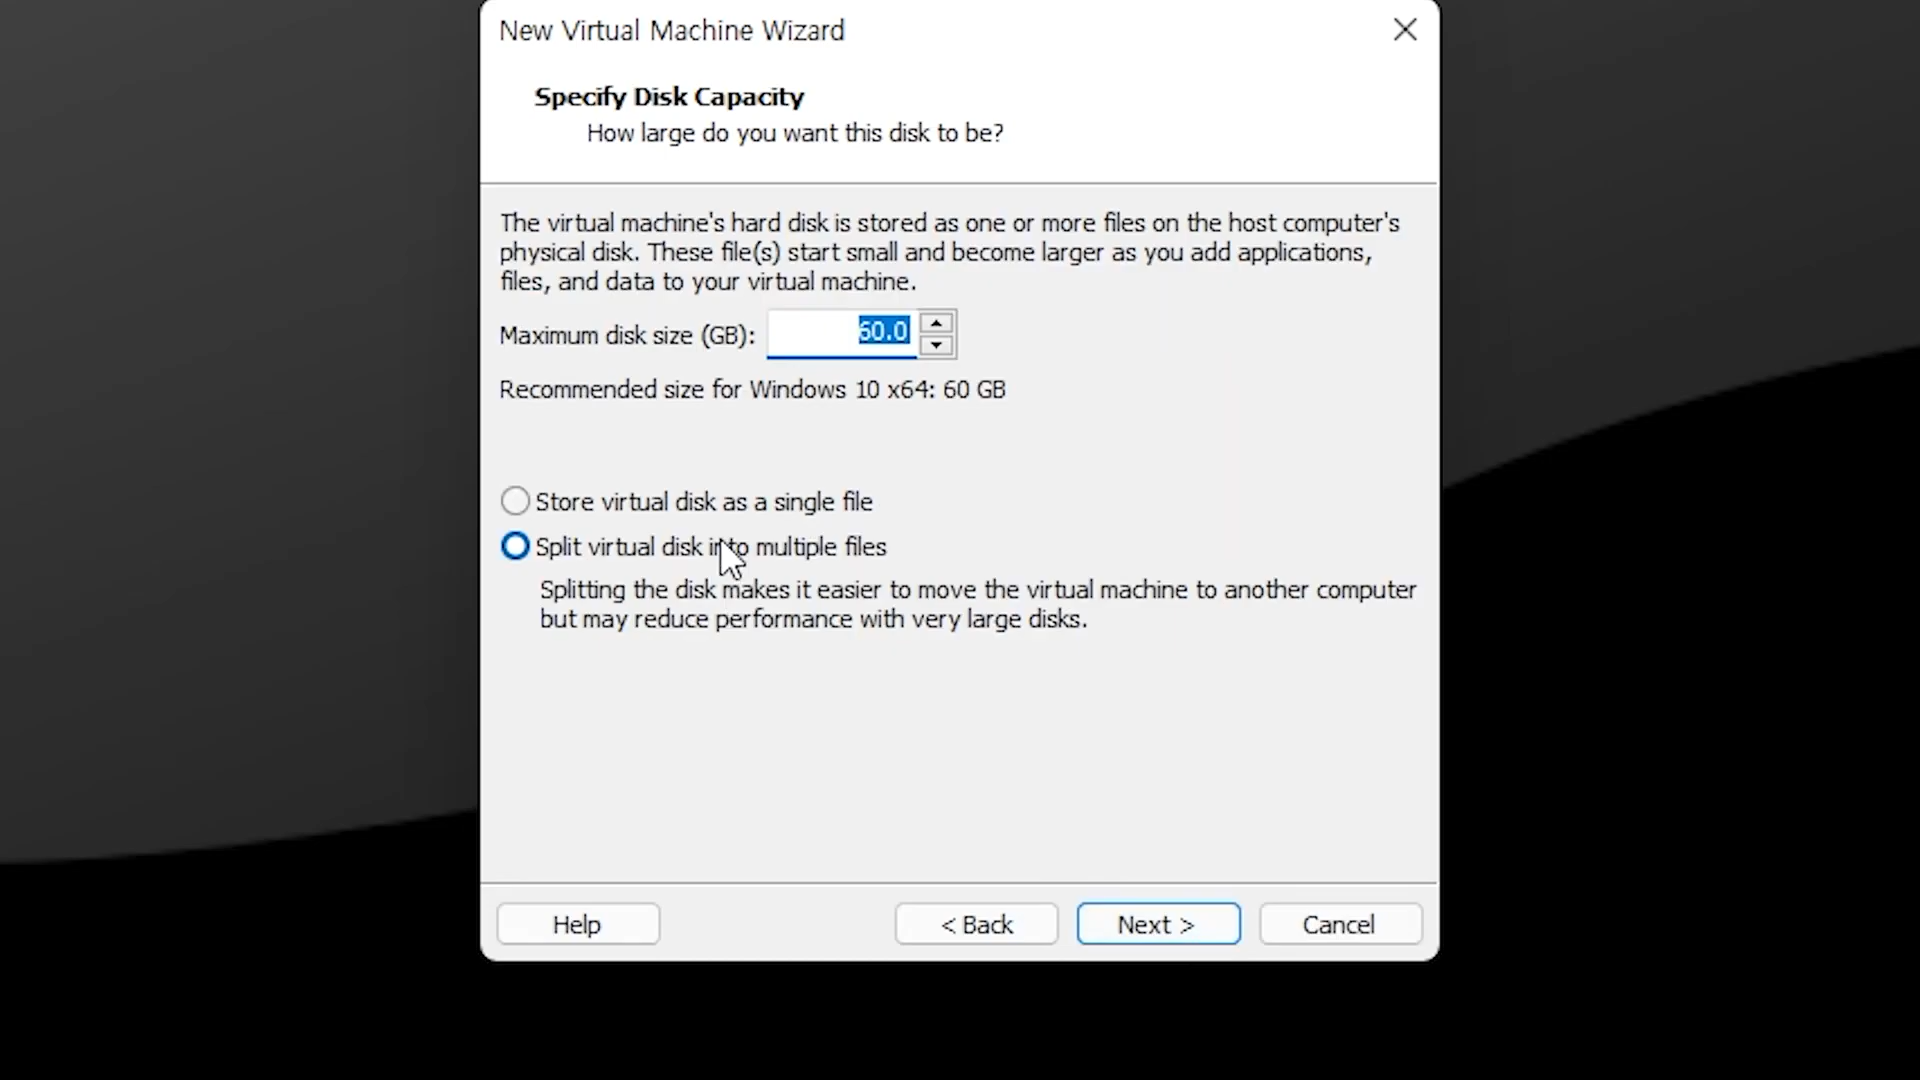 New Virtual Machine Wizard
Specify Disk Capacity
How large do you want this disk to be?
The virtual machine's hard disk is stored as one or more files on the host computer's
physical disk. These file(s) start small and become larger as you add applications,
files, and data to your virtual machine.
Maximum disk size (GB): 60.0
Recommended size for Windows 10 x64: 60 GB
Store virtual disk as a single file
Split virtual disk into multiple files
Splitting the disk makes it easier to move the virtual machine to another computer
but may reduce performance with very large disks.
Help < Back Next > Cancel